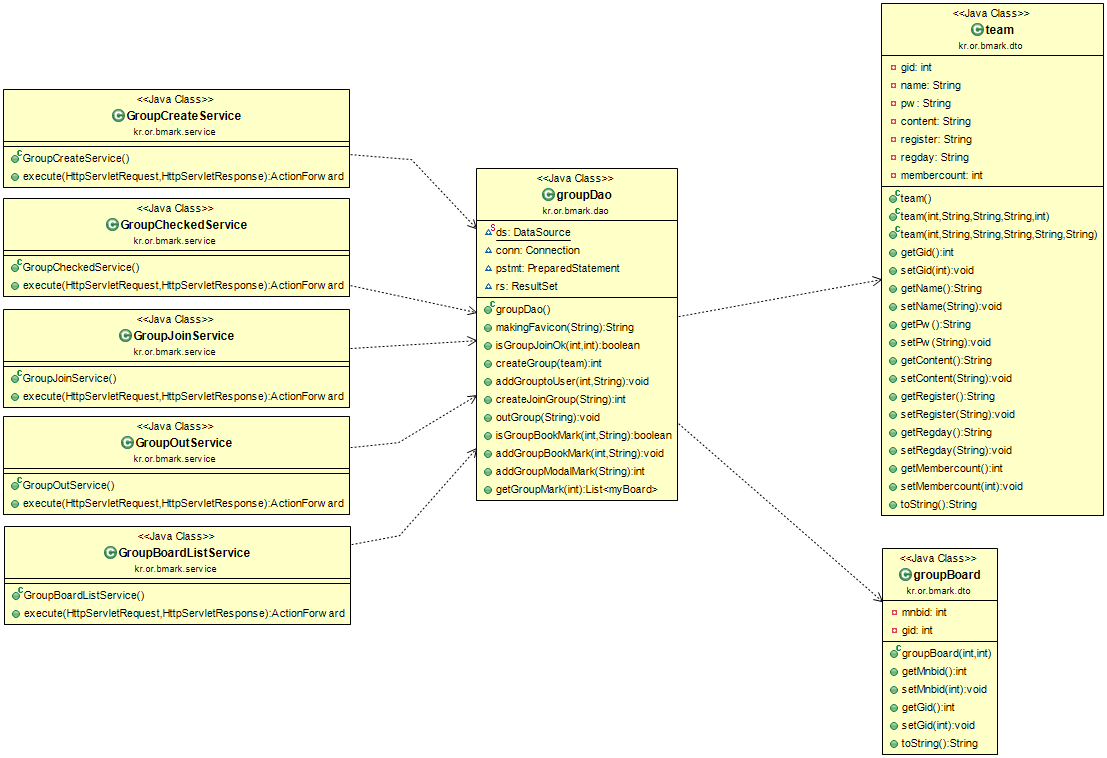 <<Java Class>>
GroupCreateService
kr.or.bmark.service
GroupCreateService()
execute(HttpServletRequest,HttpServletResponse):ActionForward
<<Java Class>>
GroupCheckedService
kr.or.bmark.service
GroupCheckedService()
execute(HttpServletRequest,HttpServletResponse):ActionForward
<<Java Class>>
GroupJoinService
kr.or.bmark.service
GroupJoinService()
execute(HttpServletRequest,HttpServletResponse):ActionForward
<<Java Class>>
GroupOutService
kr.or.bmark.service
GroupOutService()
execute(HttpServletRequest,HttpServletResponse):ActionForward
<<Java Class>>
GroupBoardListService
kr.or.bmark.service
GroupBoardListService()
execute(HttpServletRequest,HttpServletResponse):ActionForward
<<Java Class>>
groupDao
kr.or.bmark.dao
ds: DataSource
conn: Connection
pstmt: PreparedStatement
rs: ResultSet
groupDao()
makingFavicon(String):String
isGroupJoinOk(int,int):boolean
createGroup(team):int
addGrouptoUser(int,String):void
createJoinGroup(String):int
outGroup(String):void
isGroupBookMark(int,String):boolean
addGroupBookMark(int,String):void
addGroupModalMark(String):int
getGroupMark(int):List<myBoard>
<<Java Class>>
team
kr.or.bmark.dto
gid: int
name: String
pw: String
content: String
register: String
regday: String
membercount: int
team()
team(int,String,String,String,int)
team(int,String,String,String,String,String)
getGid():int
setGid(int):void
getName():String
setName(String):void
getPw():String
setPw(String):void
getContent():String
setContent(String):void
getRegister():String
setRegister(String):void
getRegday():String
setRegday(String):void
getMembercount():int
setMembercount(int):void
toString():String
<<Java Class>>
groupBoard
kr.or.bmark.dto
mnbid: int
gid: int
groupBoard(int,int)
getMnbid():int
setMnbid(int):void
getGid():int
setGid(int):void
toString():String